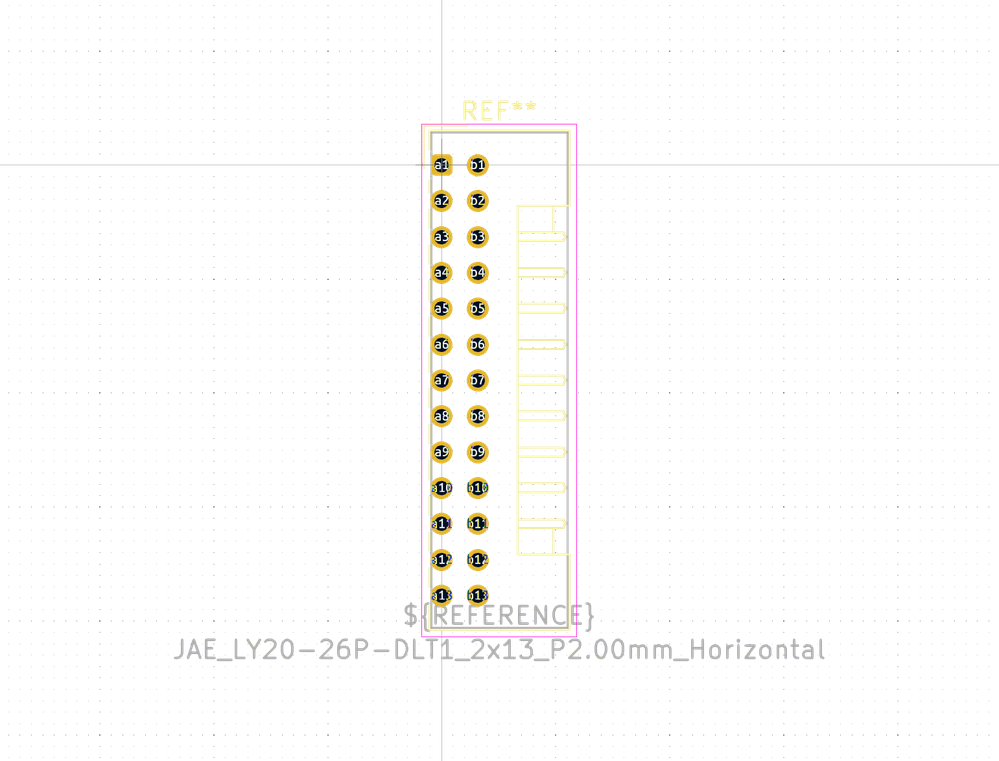 REF**
a1 b1
a2 b2
a3 b3
a4 b4
a5 b5
a6 b6
a7 b7
a8 b8
a9 b9
a10 b10
a11 b11
a12 b12
a13 b13
${REFERENCE}
JAE_LY20-26P-DLT1_2x13_P2.00mm_Horizontal